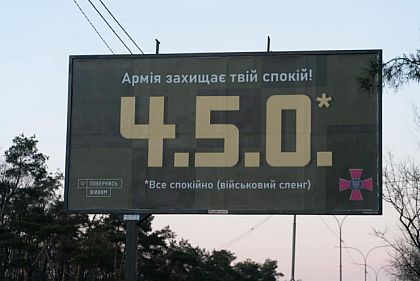 Армія захищає твій спокій!
4.5.0.*
*Все спокійно (військовий сленг)
ПОВЕРНИСЬ
ЖИВИМ